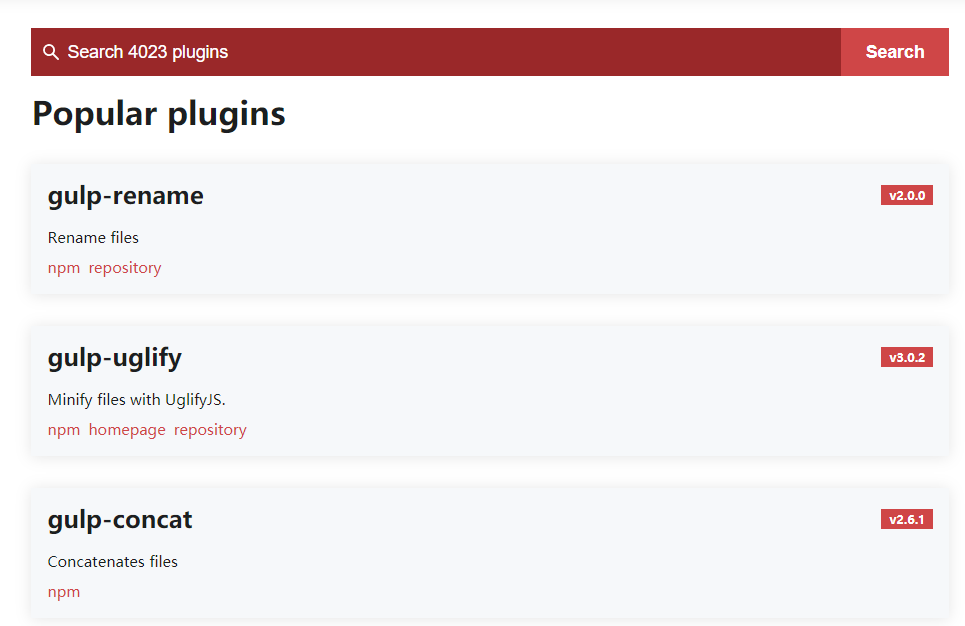 Search 4023 plugins Search
Popular plugins
gulp-rename v2.0.0
Rename files
npm repository
gulp-uglify v3.0.2
Minify files with UglifyJS.
npm homepage repository
gulp-concat v2.6.1
Concatenates files
npm